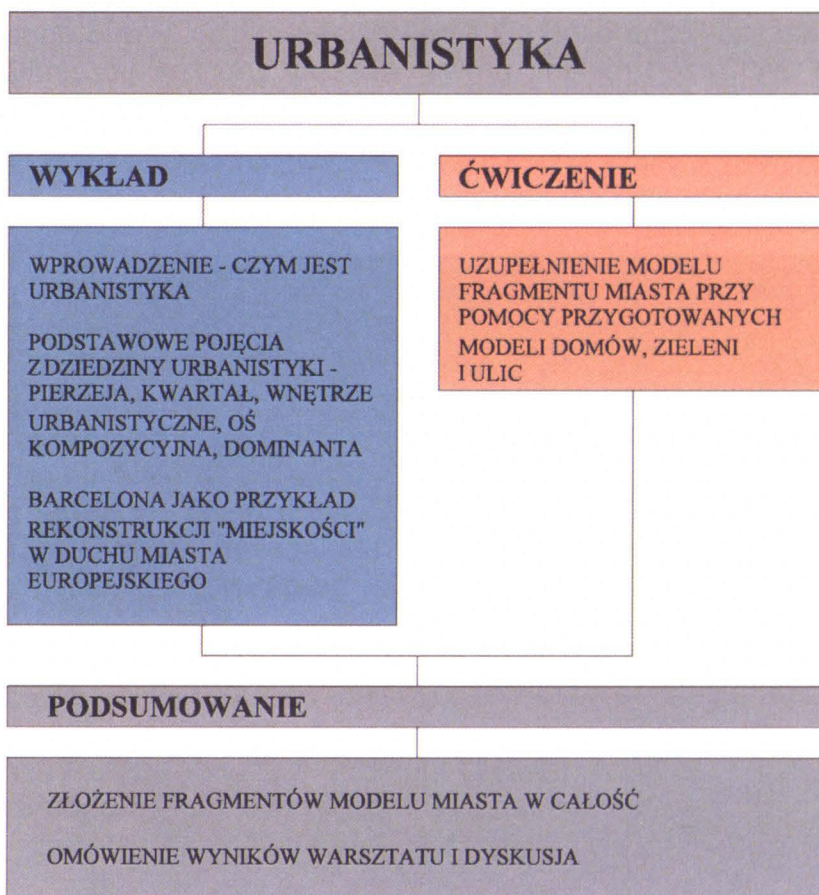 URBANISTYKA
WYKŁAD
WPROWADZENIE - CZYM JEST
URBANISTYKA
PODSTAWOWE POJĘCIA
Z DZIEDZINY URBANISTYKI -
PIERZEJA, KWARTAŁ, WNĘTRZE
URBANISTYCZNE, OŚ
KOMPOZYCYJNA, DOMINANTA
BARCELONA JAKO PRZYKŁAD
REKONSTRUKCJI "MIEJSKOŚCI"
W DUCHU MIASTA
EUROPEJSKIEGO
ĆWICZENIE
UZUPEŁNIENIE MODELU
FRAGMENTU MIASTA PRZY
POMOCY PRZYGOTOWANYCH
MODELI DOMÓW, ZIELENI
I ULIC
PODSUMOWANIE
ZŁOŻENIE FRAGMENTÓW MODELU MIASTA W CAŁOŚĆ
OMÓWIENIE WYNIKÓW WARSZTATU I DYSKUSJA